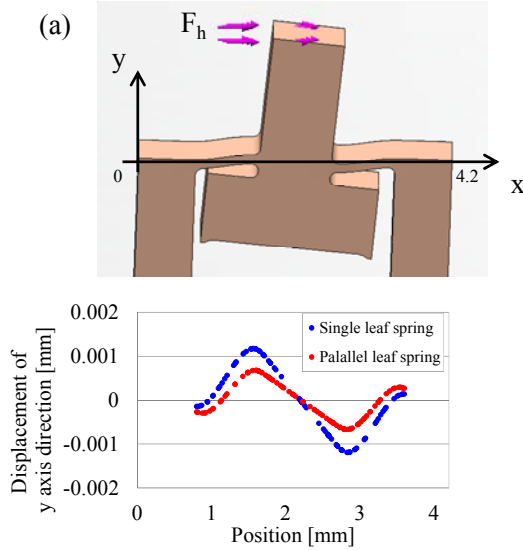 (a)
F_h
y
0
4.2
x
0.002
0.001
0
-0.001
-0.002
Single leaf spring
Palallel leaf spring
Displacement of
y axis direction [mm]
0 1 2 3 4
Position [mm]